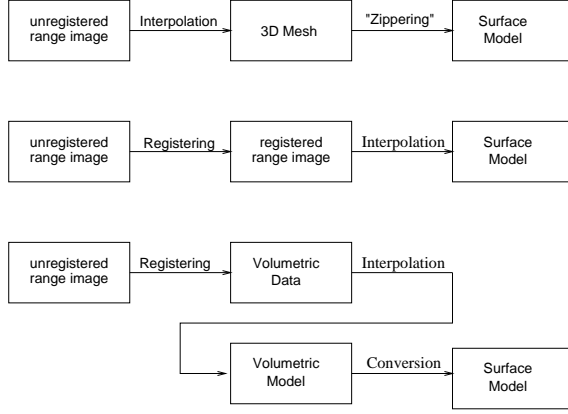 unregistered
range image
Interpolation
3D Mesh
"Zippering"
Surface
Model
unregistered
range image
Registering
registered
range image
Interpolation
Surface
Model
unregistered
range image
Registering
Volumetric
Data
Interpolation
Volumetric
Model
Conversion
Surface
Model